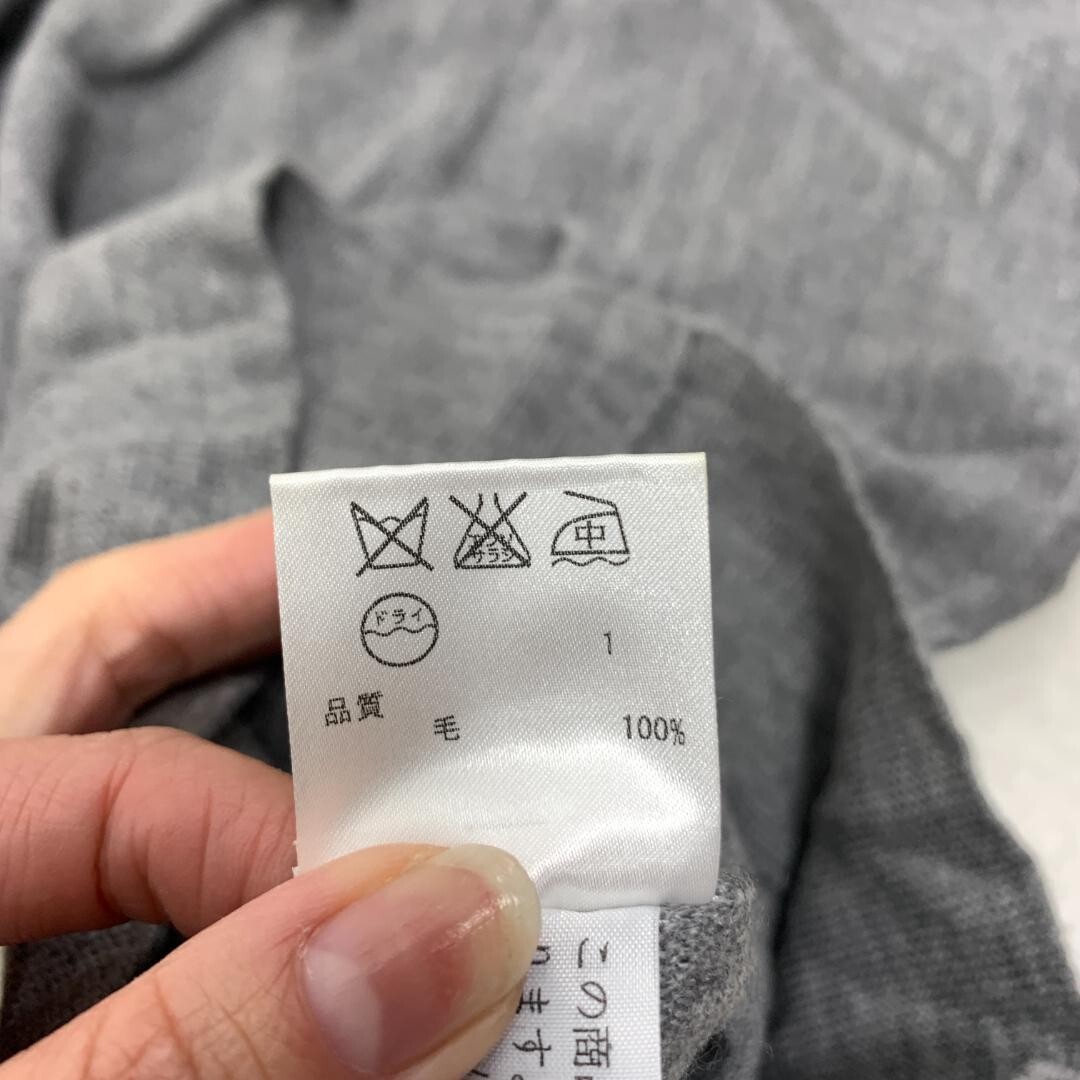 中
ドライ
1
品質
毛 100%
この商
ります。